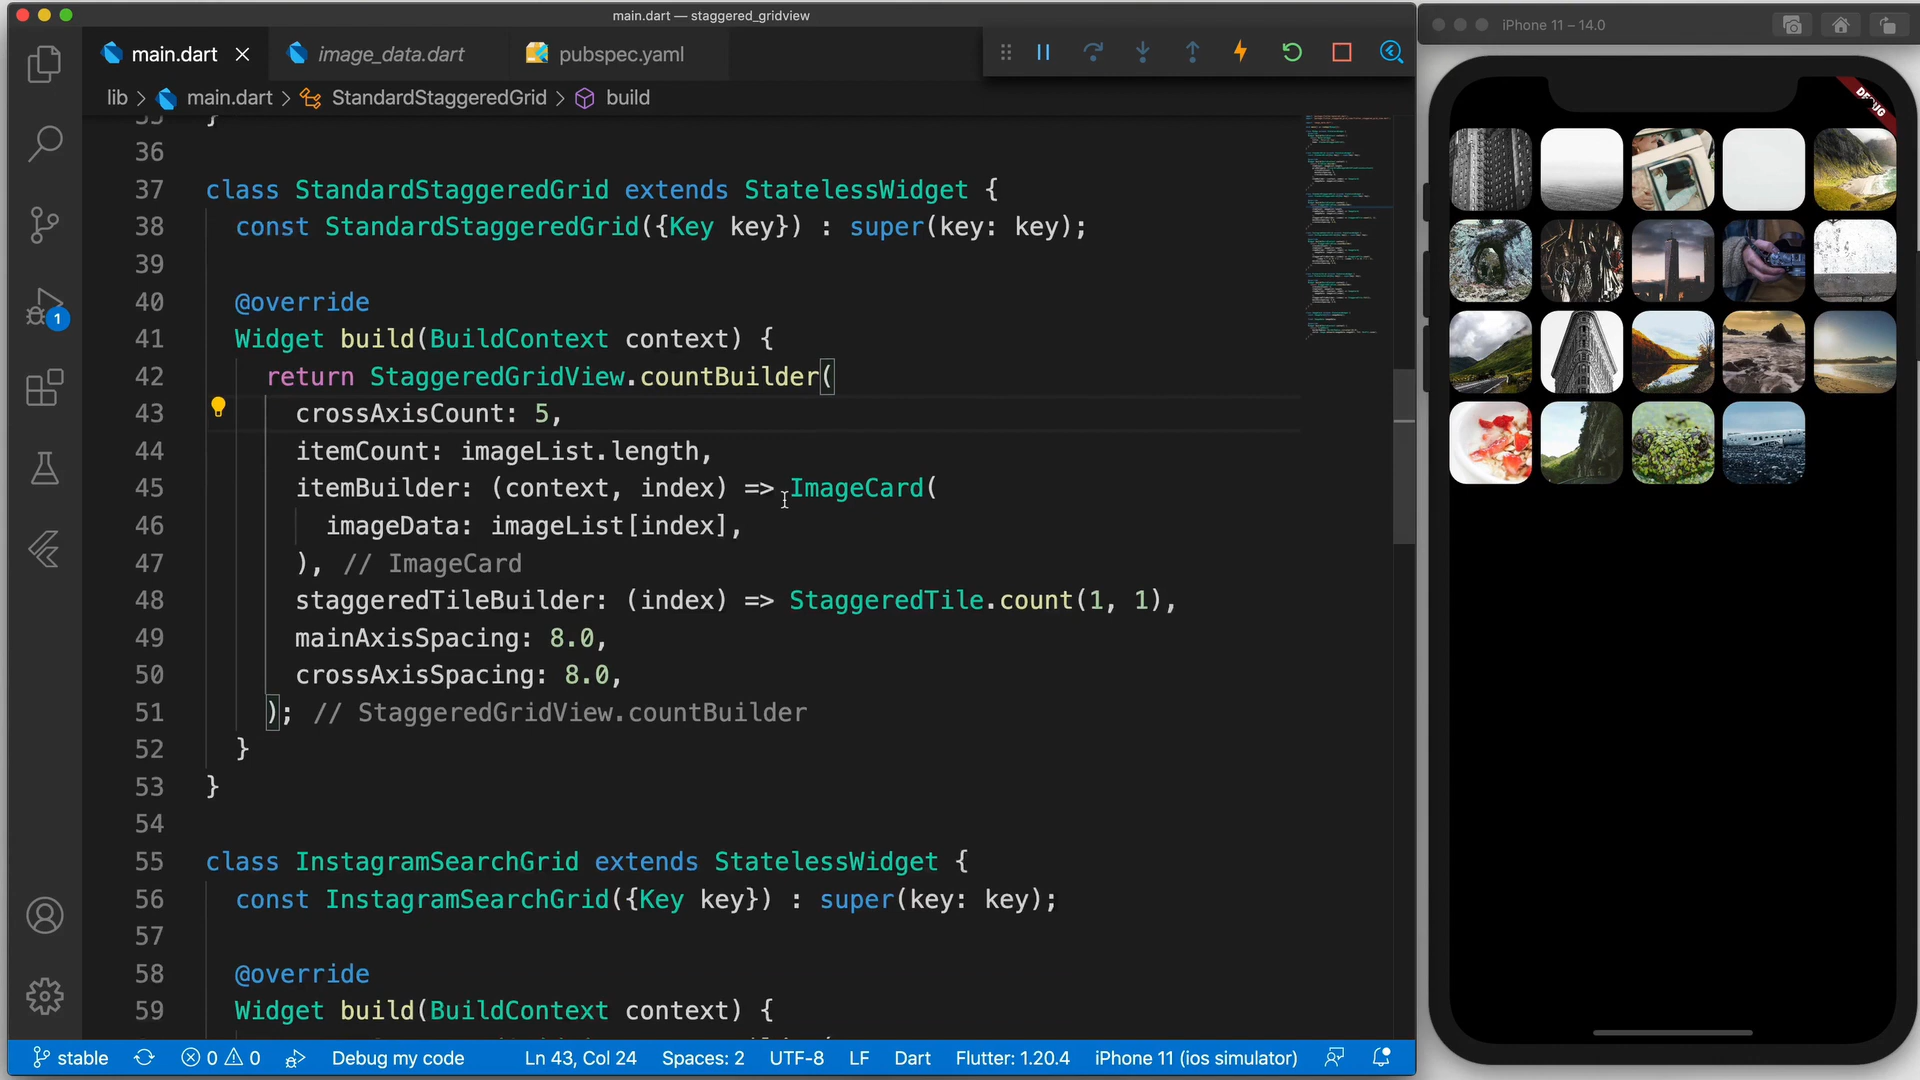 main.dart — staggered_gridview
iPhone 11 – 14.0
main.dart
image_data.dart
pubspec.yaml
lib > main.dart > StandardStaggeredGrid > build
DEBUG
35 }
36
37 class StandardStaggeredGrid extends StatelessWidget {
38 const StandardStaggeredGrid({Key key}) : super(key: key);
39
40 @override
41 Widget build(BuildContext context) {
42 return StaggeredGridView.countBuilder(
43 crossAxisCount: 5,
44 itemCount: imageList.length,
45 itemBuilder: (context, index) => ImageCard(
46 imageData: imageList[index],
47 ), // ImageCard
48 staggeredTileBuilder: (index) => StaggeredTile.count(1, 1),
49 mainAxisSpacing: 8.0,
50 crossAxisSpacing: 8.0,
51 ); // StaggeredGridView.countBuilder
52 }
53 }
54
55 class InstagramSearchGrid extends StatelessWidget {
56 const InstagramSearchGrid({Key key}) : super(key: key);
57
58 @override
59 Widget build(BuildContext context) {
1
stable
0
0
Debug my code
Ln 43, Col 24
Spaces: 2
UTF-8
LF
Dart
Flutter: 1.20.4
iPhone 11 (ios simulator)